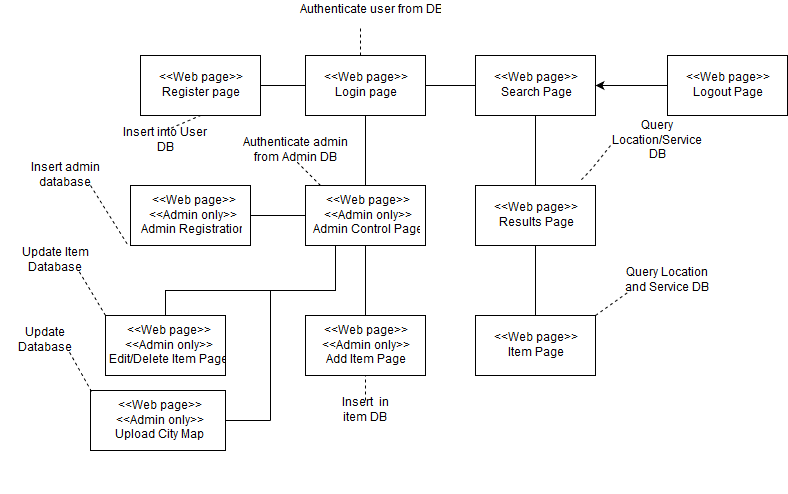 Authenticate user from DE
<<Web page>>
Register page
<<Web page>>
Login page
<<Web page>>
Search Page
<<Web page>>
Logout Page
Insert into User
DB
Authenticate admin
from Admin DB
Query
Location/Service
DB
Insert admin
database
<<Web page>>
<<Admin only>>
Admin Registration
<<Web page>>
<<Admin only>>
Admin Control Page
<<Web page>>
Results Page
Update Item
Database
Query Location
and Service DB
<<Web page>>
<<Admin only>>
Edit/Delete Item Page
<<Web page>>
<<Admin only>>
Add Item Page
<<Web page>>
Item Page
Update
Database
<<Web page>>
<<Admin only>>
Upload City Map
Insert in
item DB